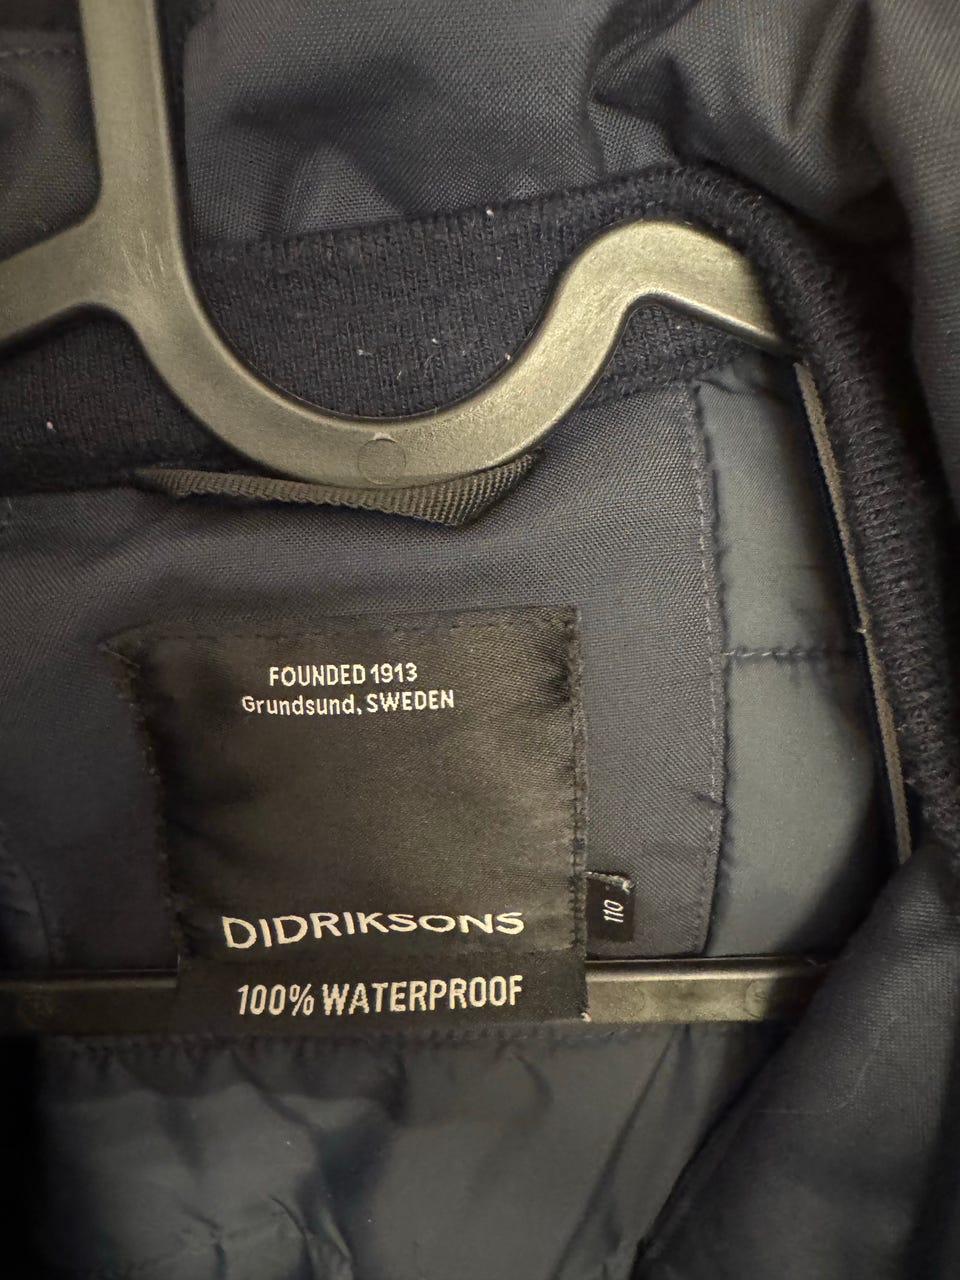 FOUNDED 1913
Grundsund, SWEDEN
DIDRIKSONS
110
100% WATERPROOF